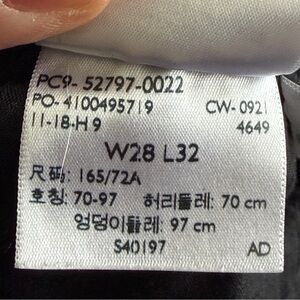 PC9- 52797-0022
PO- 4100495719 CW- 0921
11-18-H9 4649
W28 L32
尺码: 165/72A
호칭: 70-97 허리둘레: 70 cm
엉덩이둘레: 97 cm
S40197 AD